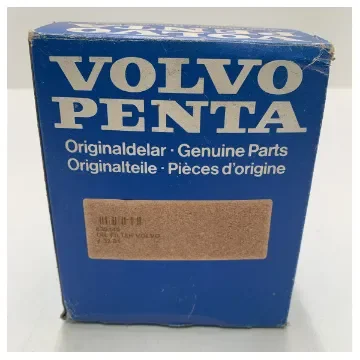 VOLVO
PENTA
Originaldelar · Genuine Parts
Originalteile · Pièces d'origine